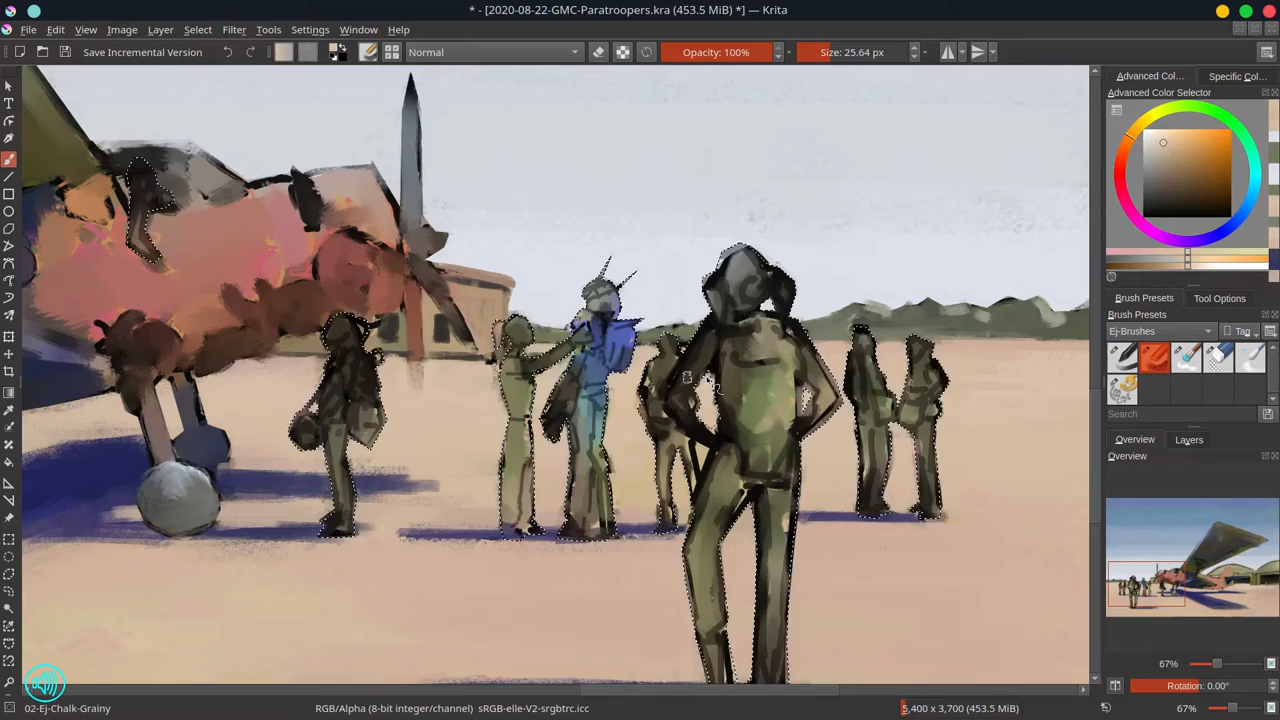 * - [2020-08-22-GMC-Paratroopers.kra (453.5 MiB) *] — Krita
File Edit View Image Layer Select Filter Tools Settings Window Help
Save Incremental Version
Normal
Opacity: 100%
Size: 25.64 px
Advanced Col...
Specific Col...
Advanced Color Selector
Brush Presets
Tool Options
Brush Presets
Ej-Brushes
Tag
Search
Overview
Layers
Overview
67%
Rotation: 0.00°
02-Ej-Chalk-Grainy
RGB/Alpha (8-bit integer/channel) sRGB-elle-V2-srgbtrc.icc
5,400 x 3,700 (453.5 MiB)
67%